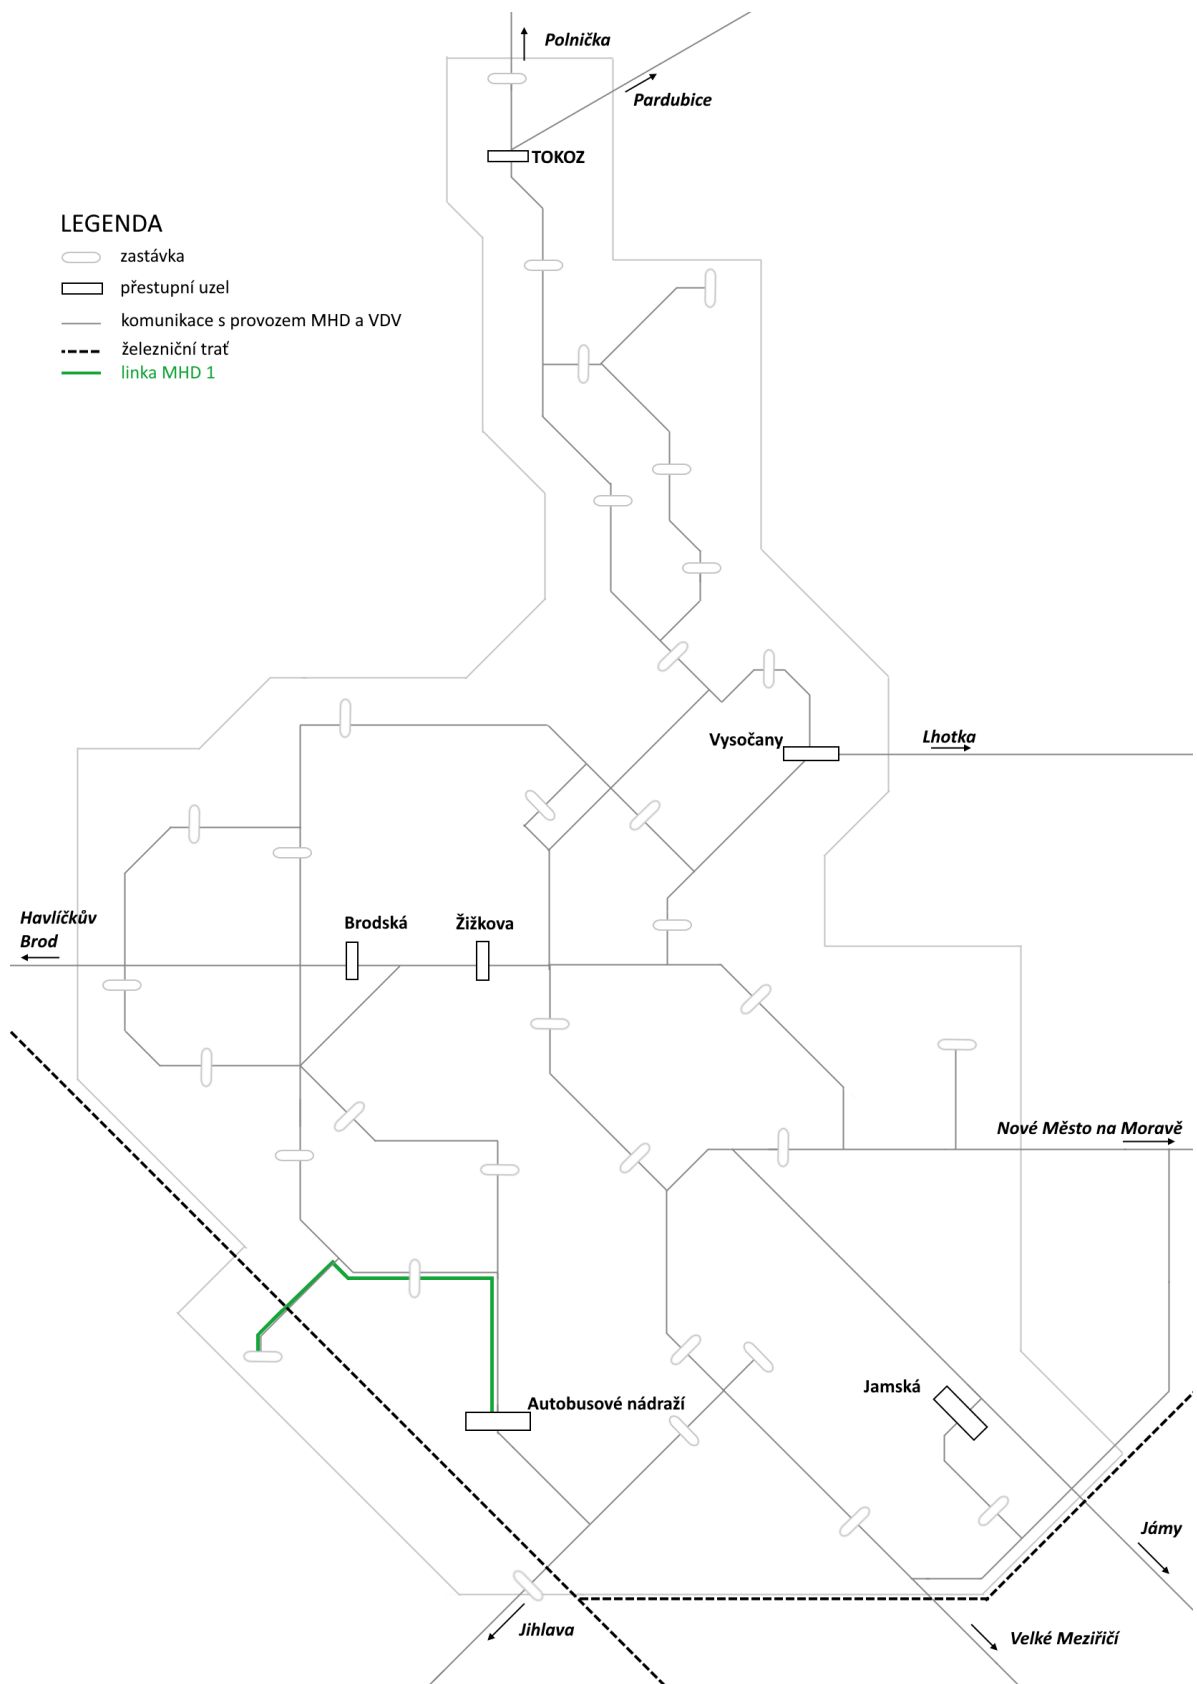 Polnička
Pardubice
TOKOZ
LEGENDA
zastávka
přestupní uzel
komunikace s provozem MHD a VDV
železniční trať
linka MHD 1
Vysočany
Lhotka
Havlíčkův
Brod
Brodská
Žižkova
Nové Město na Moravě
Jamská
Autobusové nádraží
Jámy
Jihlava
Velké Meziříčí